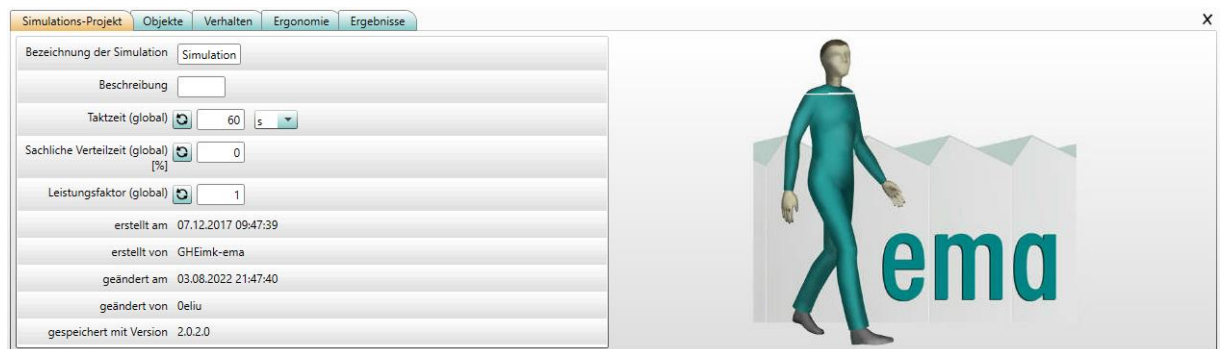 Simulations-Projekt Objekte Verhalten Ergonomie Ergebnisse X
Bezeichnung der Simulation Simulation
Beschreibung
Taktzeit (global) 60 s
Sachliche Verteilzeit (global) 0
[%]
Leistungsfaktor (global) 1
erstellt am 07.12.2017 09:47:39
erstellt von GHEimk-ema
geändert am 03.08.2022 21:47:40
geändert von 0eliu
gespeichert mit Version 2.0.2.0
ema